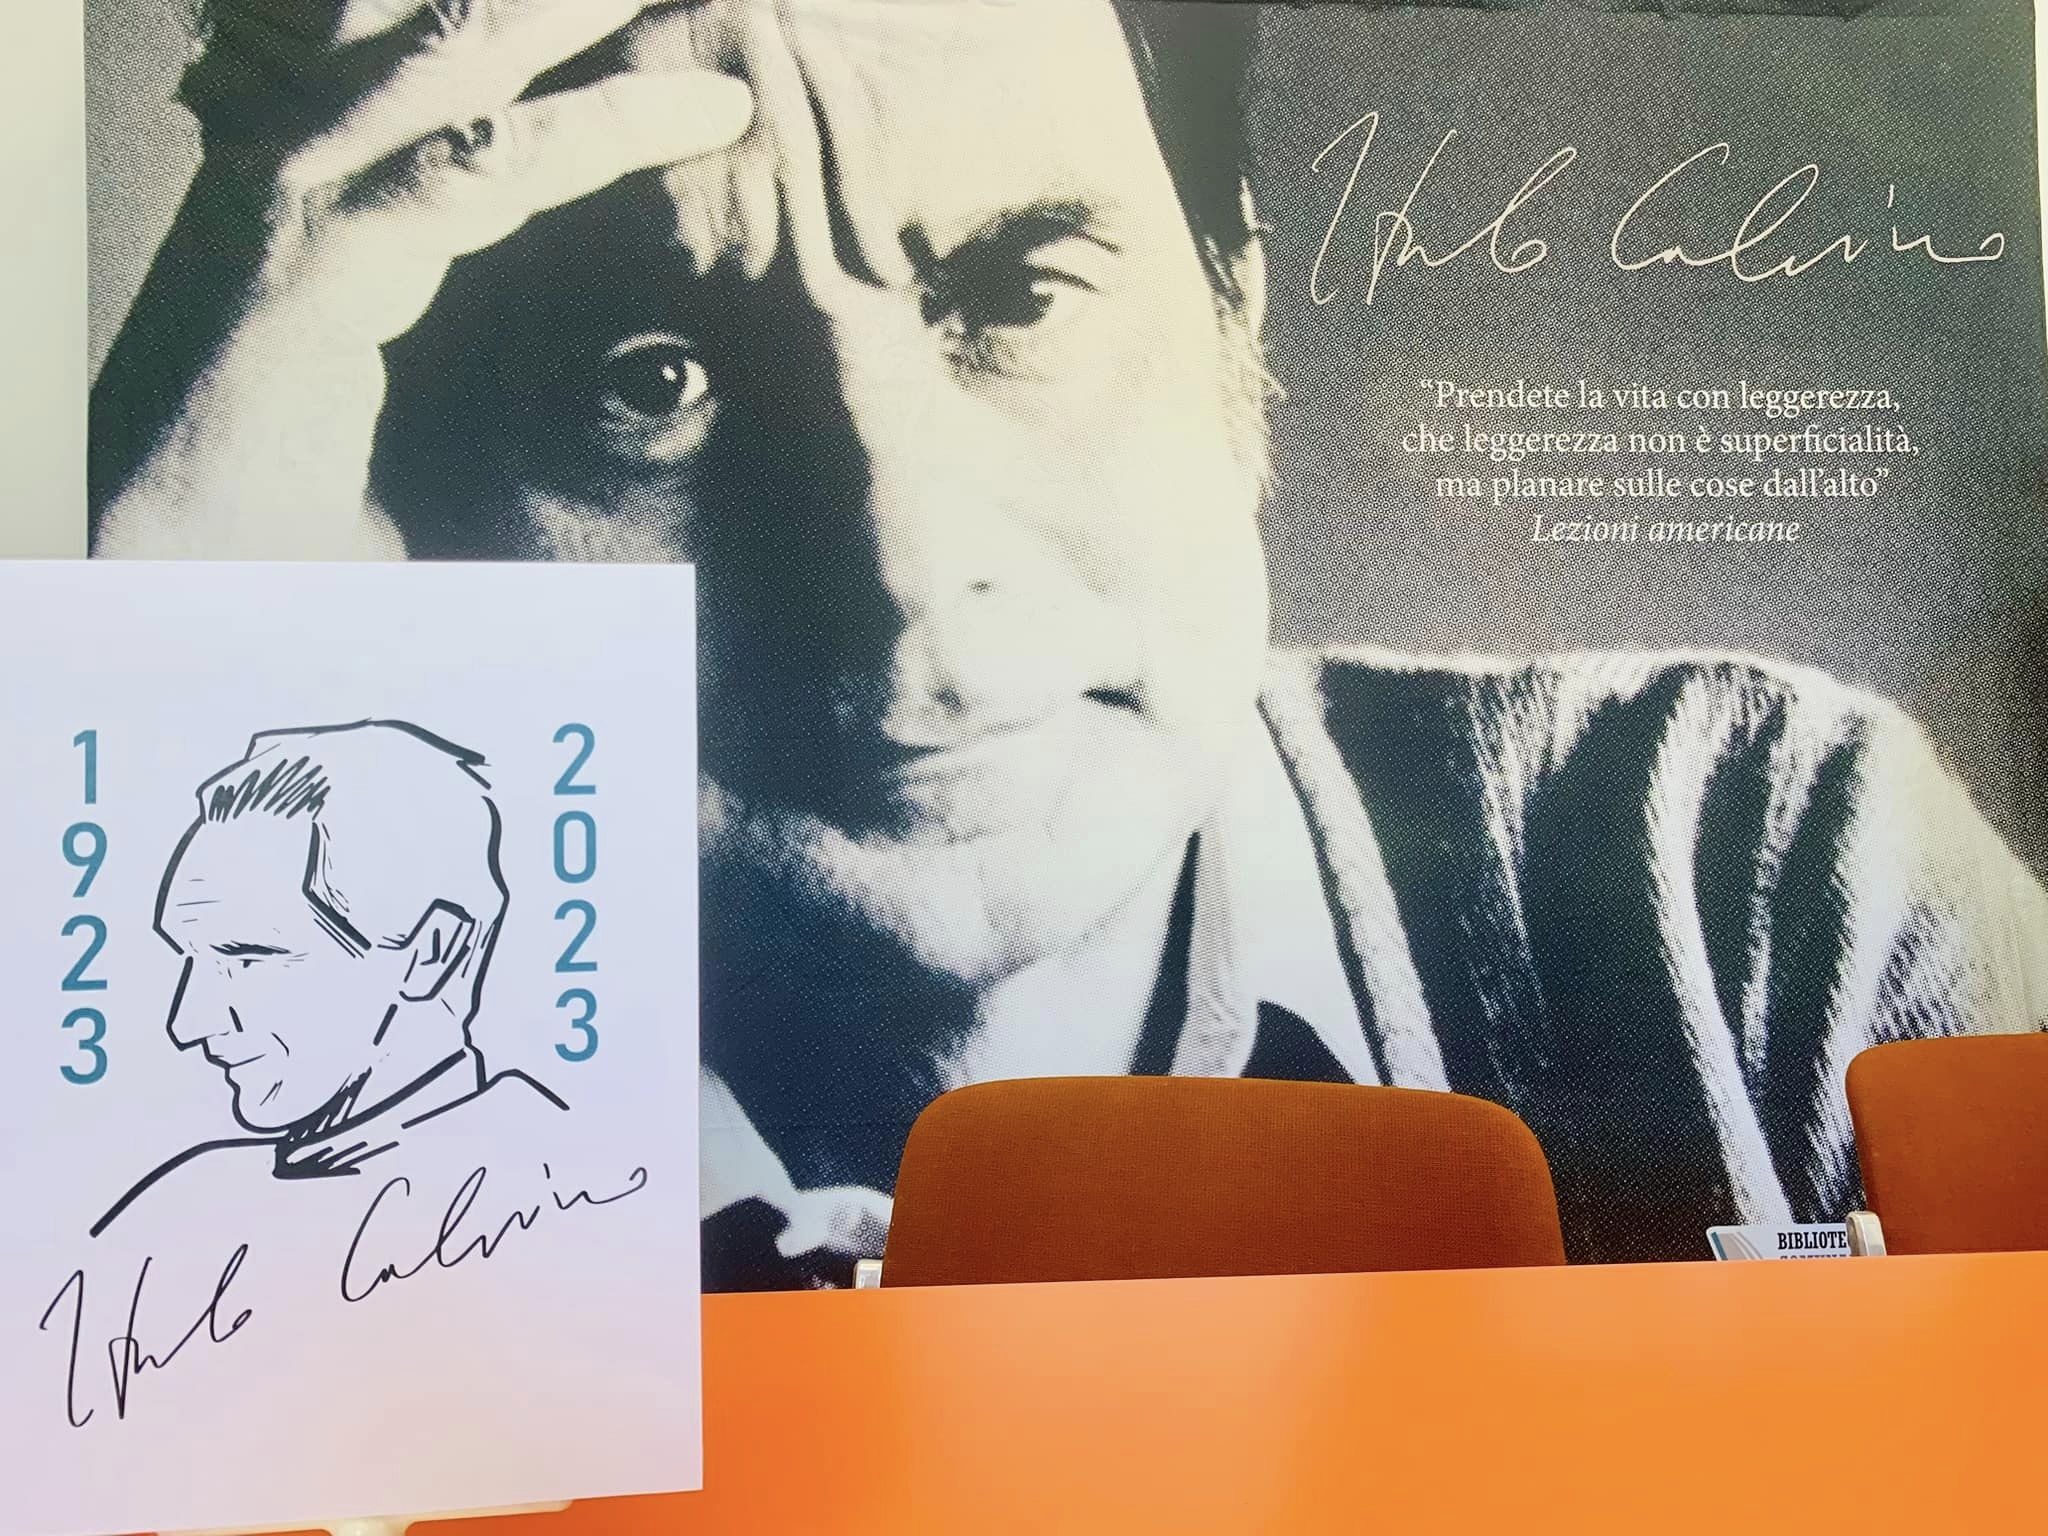 Italo Calvino
“Prendete la vita con leggerezza,
che leggerezza non è superficialità,
ma planare sulle cose dall’alto”
Lezioni americane
1923
2023
Italo Calvino
BIBLIOTE